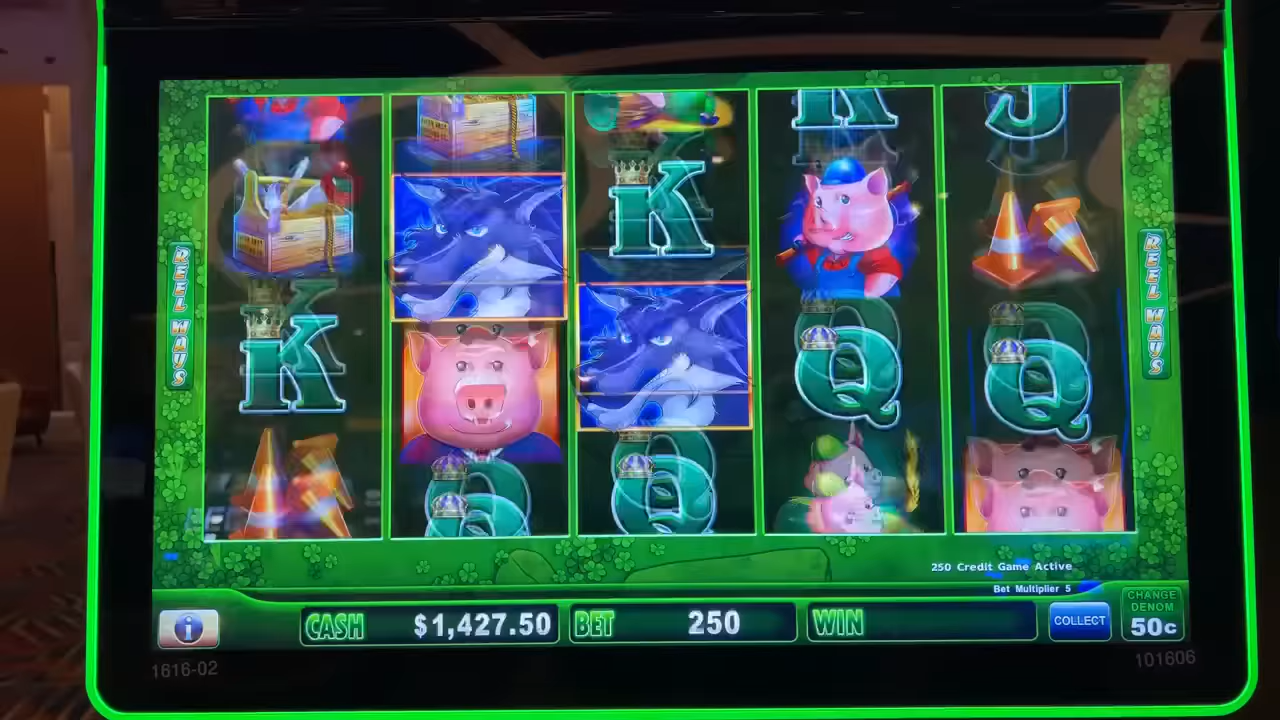 K
J
K
REEL WAYS
REEL WAYS
K
Q
Q
Q
Q
250 Credit Game Active
Bet Multiplier 5
CASH $1,427.50
BET 250
WIN
COLLECT
CHANGE
DENOM
50¢
1616-02
101606